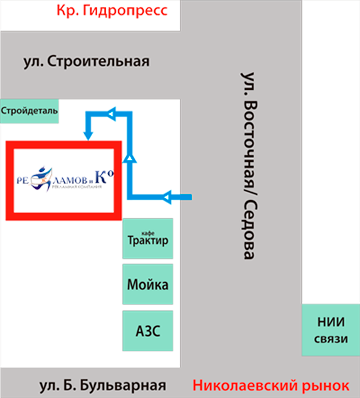 Кр. Гидропресс
ул. Строительная
Стройдеталь
ул. Восточная/ Седова
РЕ ЛАМОВ и К°
РЕКЛАМНАЯ КОМПАНИЯ
кафе
Трактир
Мойка
АЗС
НИИ
связи
ул. Б. Бульварная
Николаевский рынок